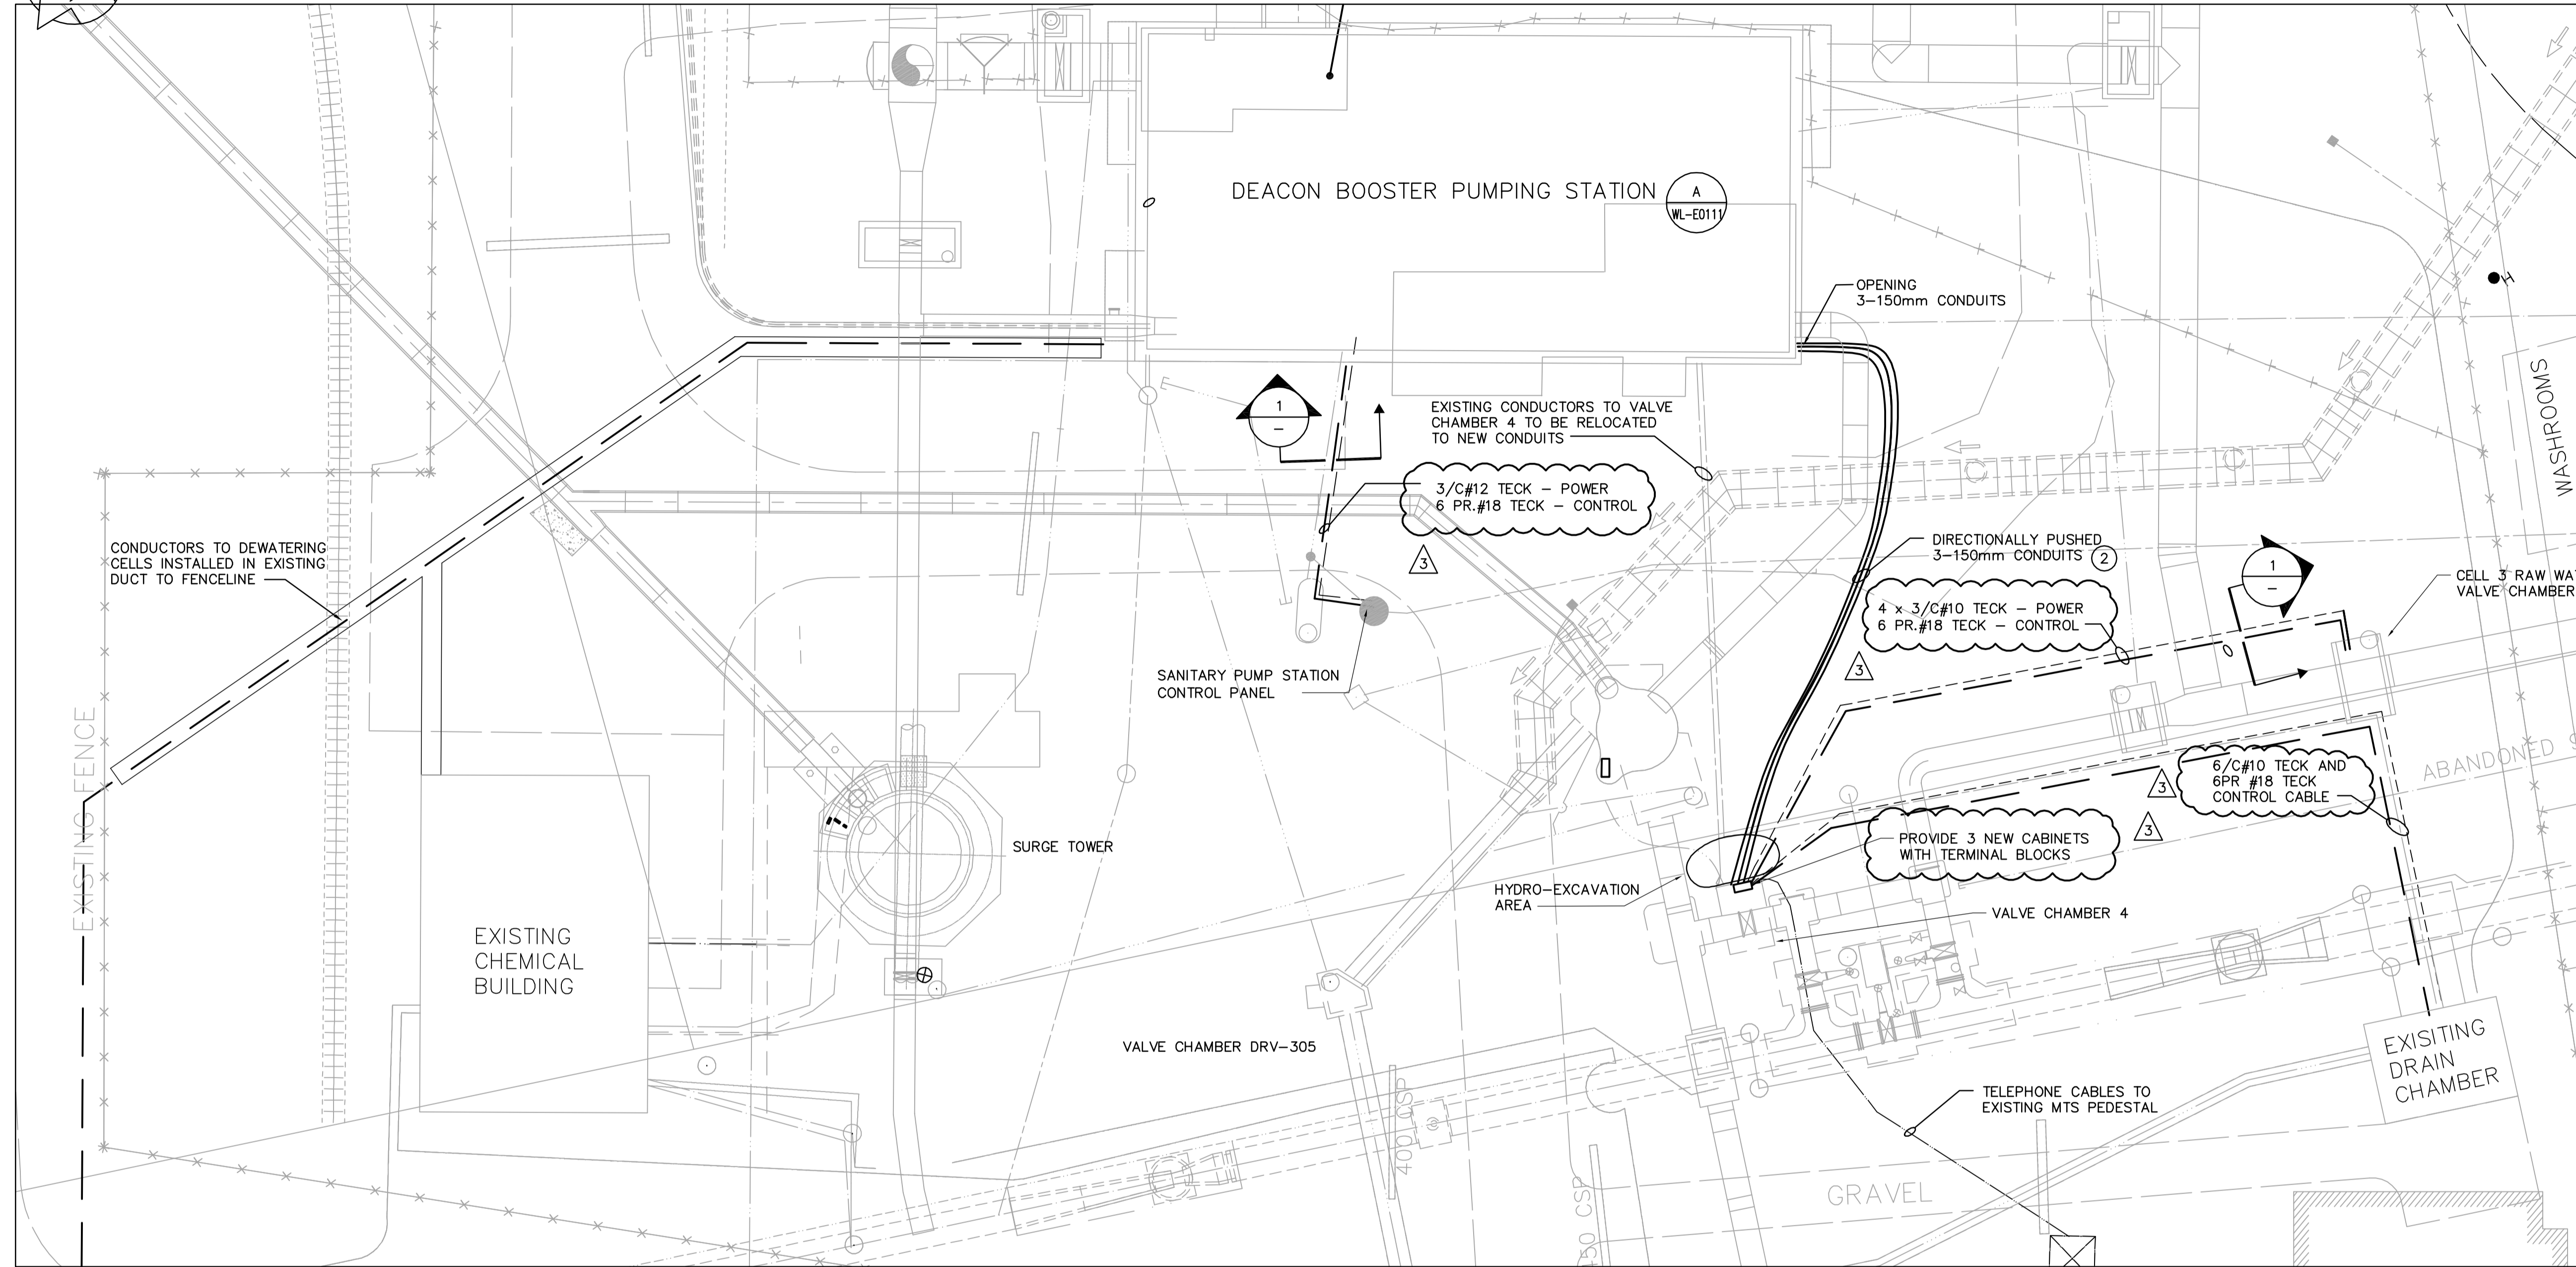 DEACON BOOSTER PUMPING STATION
A
WL-E0111
OPENING
3-150mm CONDUITS
WASHROOMS
1
-
EXISTING CONDUCTORS TO VALVE
CHAMBER 4 TO BE RELOCATED
TO NEW CONDUITS
3/C#12 TECK - POWER
6 PR.#18 TECK - CONTROL
3
CONDUCTORS TO DEWATERING
CELLS INSTALLED IN EXISTING
DUCT TO FENCELINE
DIRECTIONALLY PUSHED
3-150mm CONDUITS
2
1
-
CELL 3 RAW WA
VALVE CHAMBER
4 x 3/C#10 TECK - POWER
6 PR.#18 TECK - CONTROL
3
SANITARY PUMP STATION
CONTROL PANEL
EXISTING FENCE
ABANDONED S
6/C#10 TECK AND
6PR #18 TECK
CONTROL CABLE
3
3
PROVIDE 3 NEW CABINETS
WITH TERMINAL BLOCKS
SURGE TOWER
HYDRO-EXCAVATION
AREA
VALVE CHAMBER 4
EXISTING
CHEMICAL
BUILDING
VALVE CHAMBER DRV-305
EXISITING
DRAIN
CHAMBER
TELEPHONE CABLES TO
EXISTING MTS PEDESTAL
400 CSP
450 CSP
GRAVEL